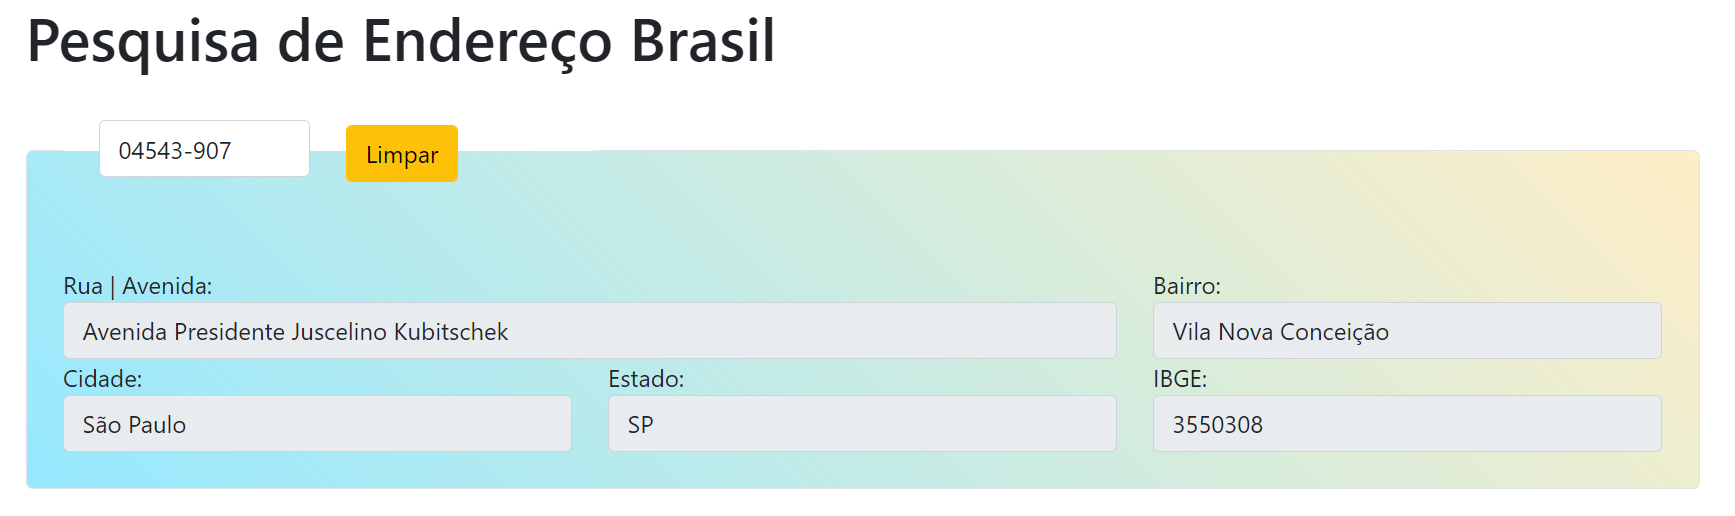 Pesquisa de Endereço Brasil
04543-907 Limpar
Rua | Avenida: Bairro:
Avenida Presidente Juscelino Kubitschek Vila Nova Conceição
Cidade: Estado: IBGE:
São Paulo SP 3550308